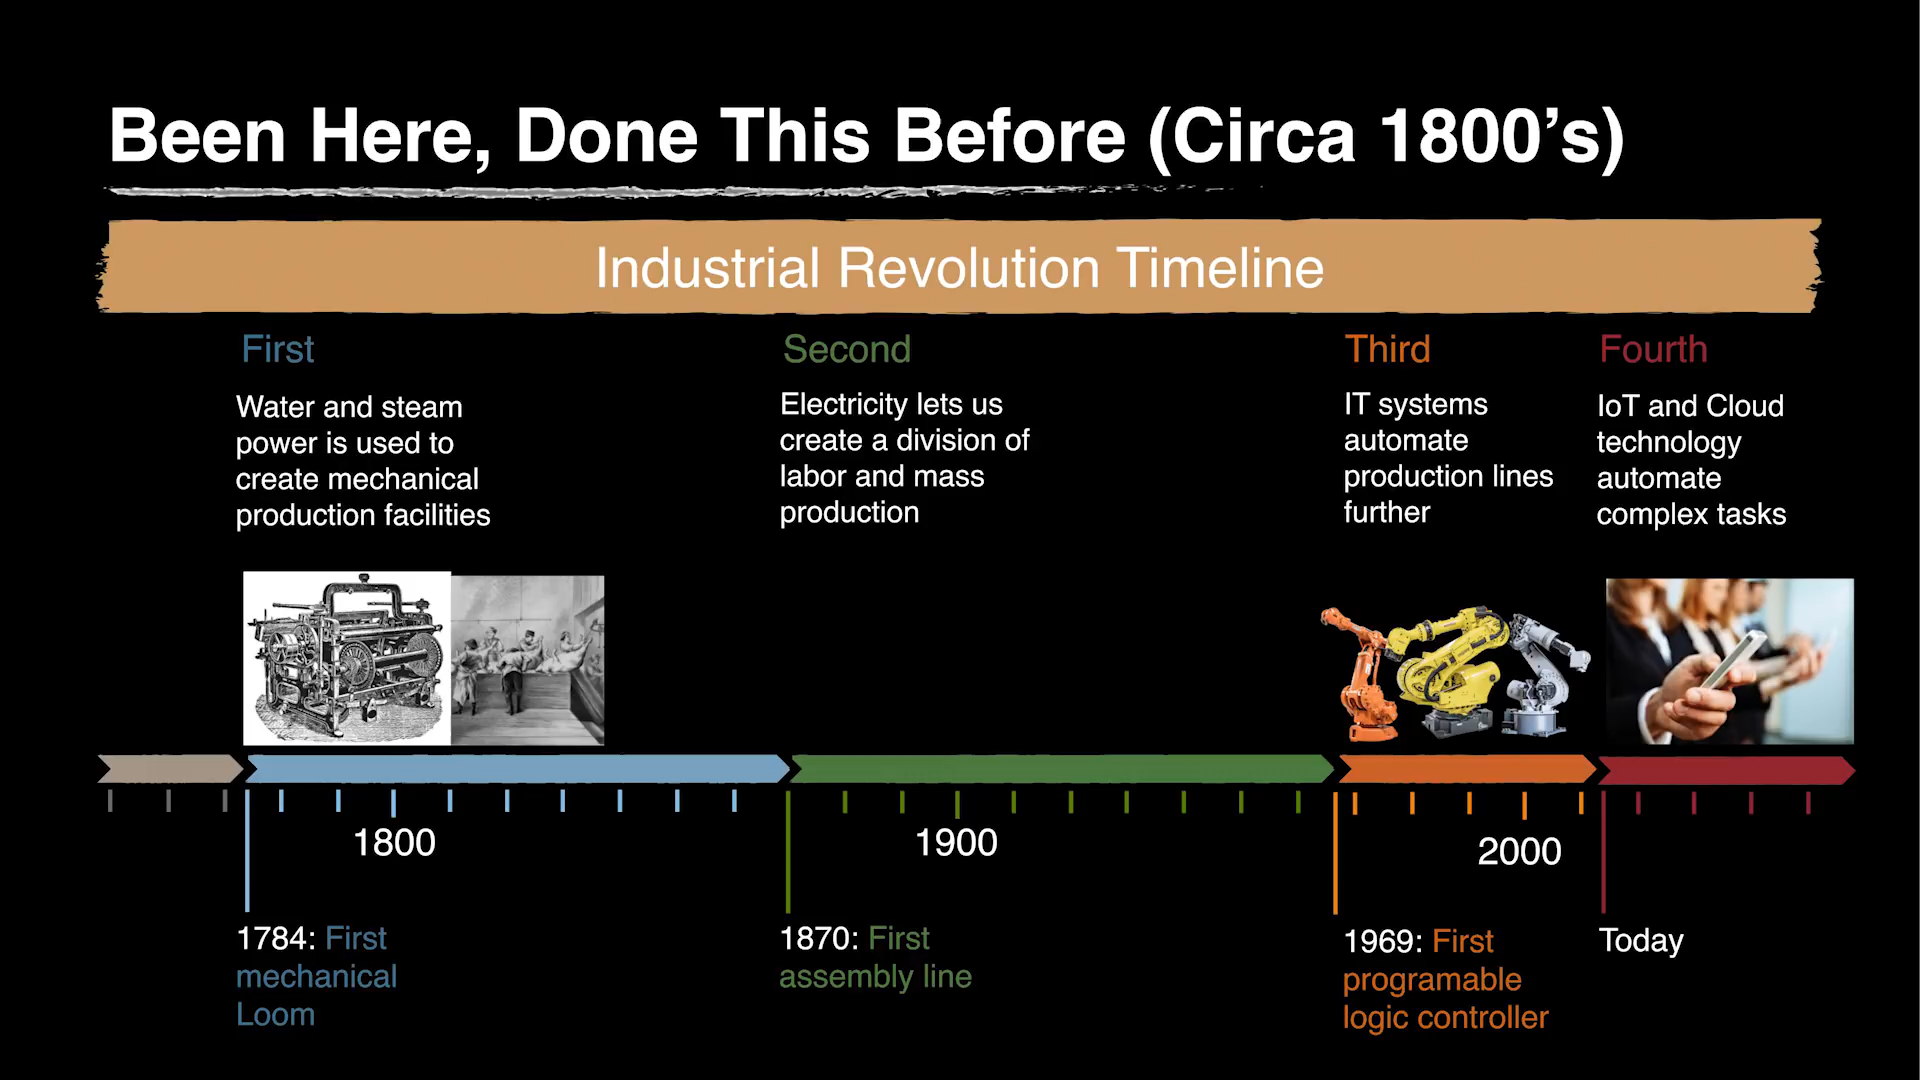 Been Here, Done This Before (Circa 1800’s)
Industrial Revolution Timeline
First
Water and steam
power is used to
create mechanical
production facilities
Second
Electricity lets us
create a division of
labor and mass
production
Third
IT systems
automate
production lines
further
Fourth
IoT and Cloud
technology
automate
complex tasks
1800
1900
2000
1784: First
mechanical
Loom
1870: First
assembly line
1969: First
programable
logic controller
Today